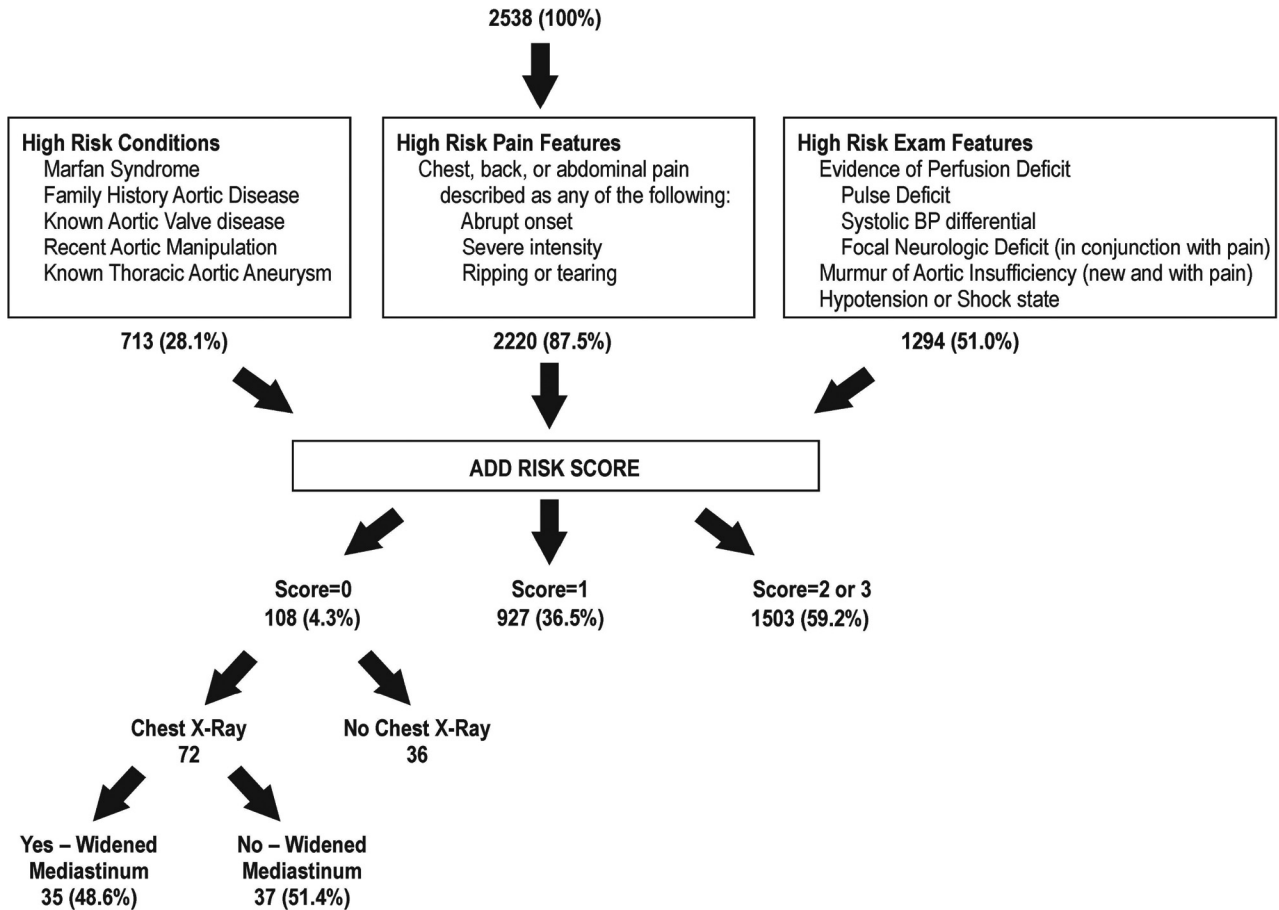 2538 (100%)
High Risk Conditions
Marfan Syndrome
Family History Aortic Disease
Known Aortic Valve disease
Recent Aortic Manipulation
Known Thoracic Aortic Aneurysm
713 (28.1%)
High Risk Pain Features
Chest, back, or abdominal pain
described as any of the following:
Abrupt onset
Severe intensity
Ripping or tearing
2220 (87.5%)
High Risk Exam Features
Evidence of Perfusion Deficit
Pulse Deficit
Systolic BP differential
Focal Neurologic Deficit (in conjunction with pain)
Murmur of Aortic Insufficiency (new and with pain)
Hypotension or Shock state
1294 (51.0%)
ADD RISK SCORE
Score=0
108 (4.3%)
Score=1
927 (36.5%)
Score=2 or 3
1503 (59.2%)
Chest X-Ray
72
No Chest X-Ray
36
Yes – Widened
Mediastinum
35 (48.6%)
No – Widened
Mediastinum
37 (51.4%)